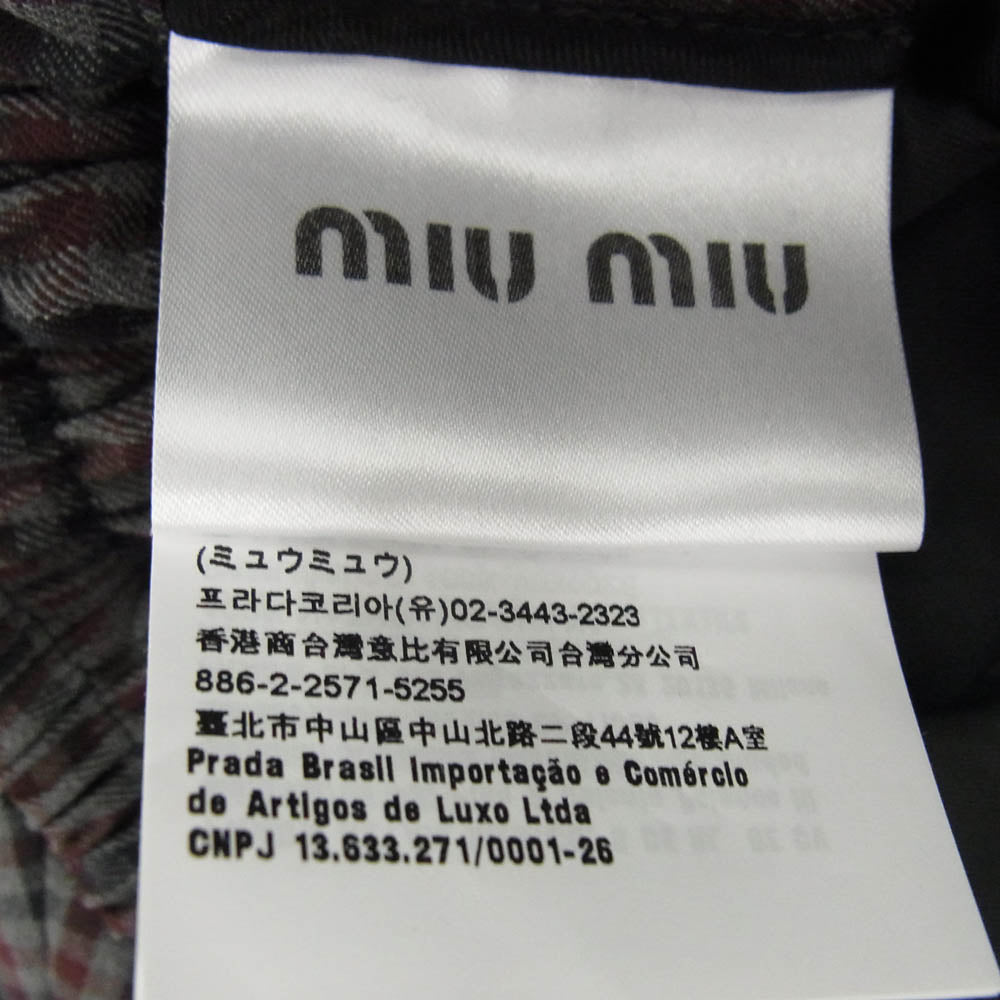 miu miu
(ミュウミュウ)
프라다코리아(유)02-3443-2323
香港商台灣意比有限公司台灣分公司
886-2-2571-5255
臺北市中山區中山北路二段44號12樓A室
Prada Brasil Importação e Comércio
de Artigos de Luxo Ltda
CNPJ 13.633.271/0001-26